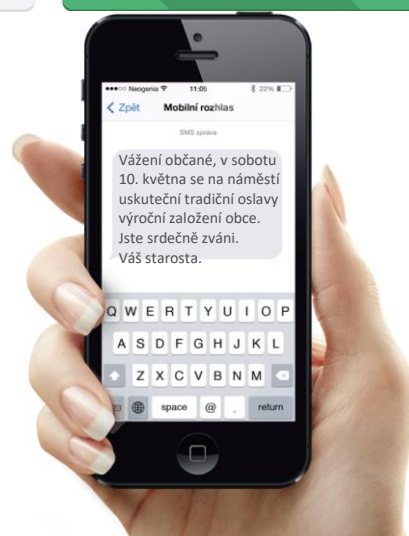 ●●●○○ Neogenia 11:05 22%
Zpět Mobilní rozhlas
SMS zpráva
Vážení občané, v sobotu
10. května se na náměstí
uskuteční tradiční oslavy
výroční založení obce.
Jste srdečně zváni.
Váš starosta.
Q W E R T Y U I O P
A S D F G H J K L
Z X C V B N M
23 space @ . return